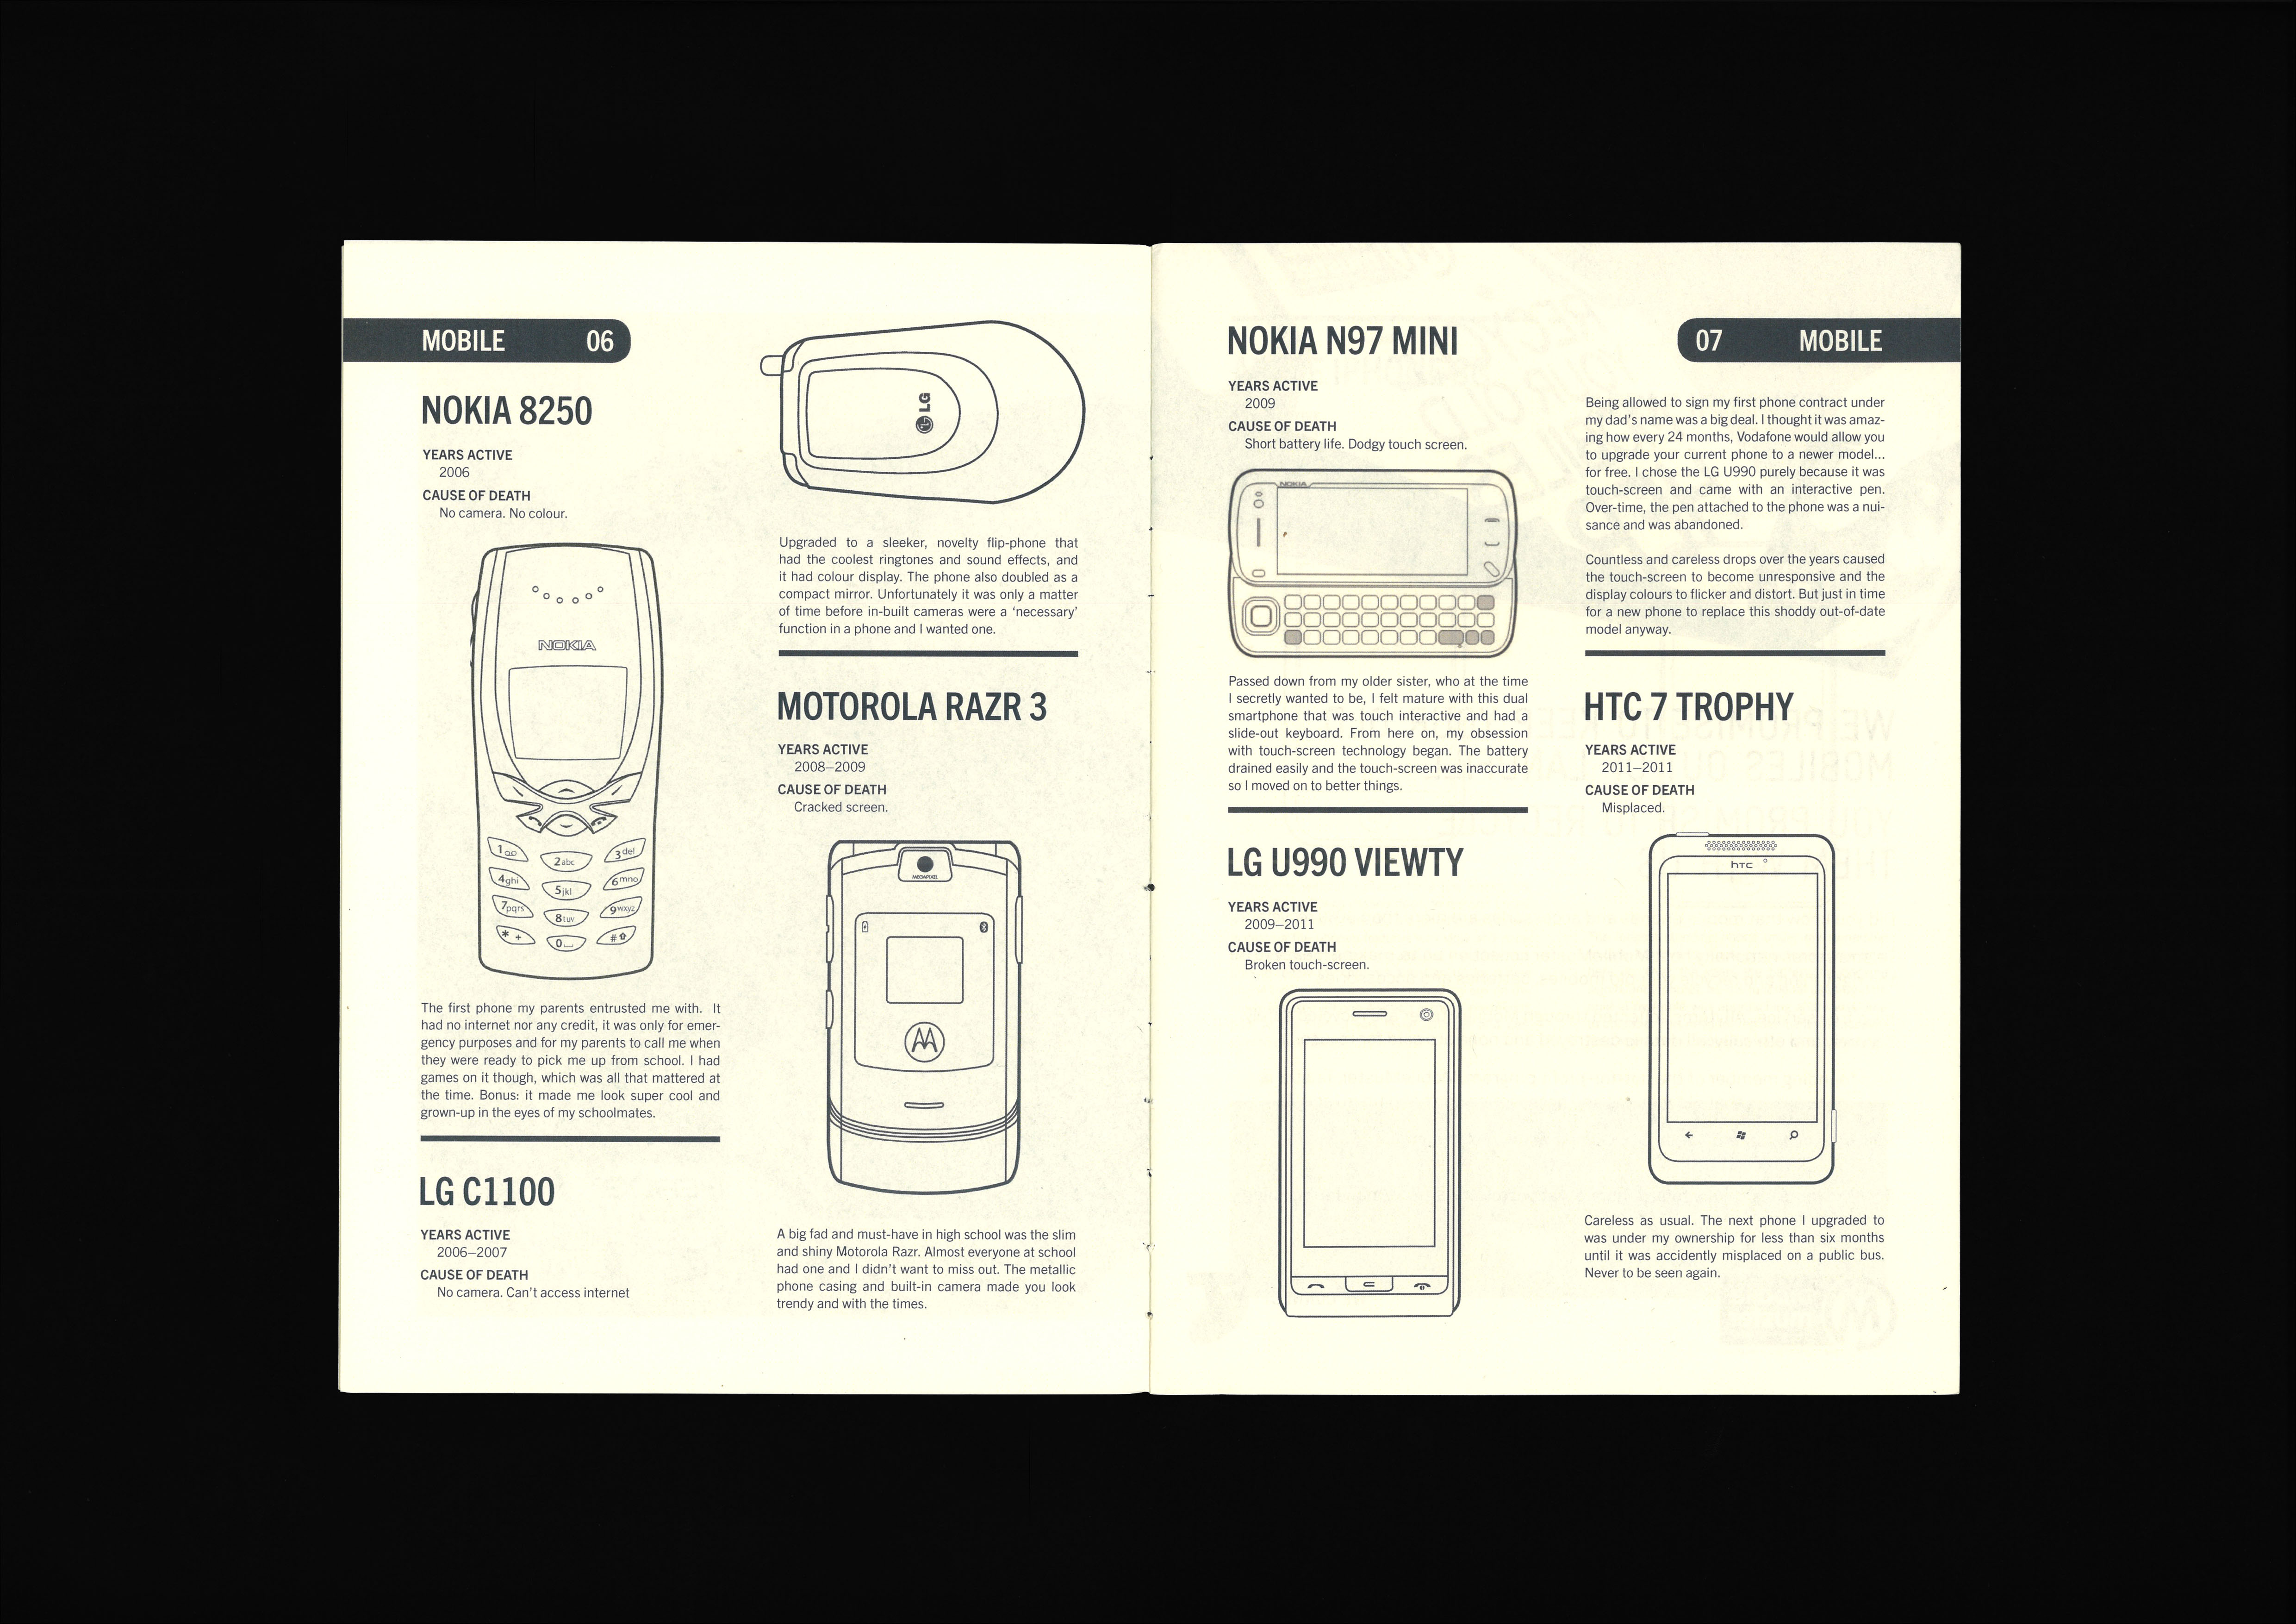 MOBILE 06
NOKIA 8250
YEARS ACTIVE
2006
CAUSE OF DEATH
No camera. No colour.
NOKIA
1
2abc
3def
4ghi
5jkl
6mno
7pqrs
8tuv
9wxyz
* +
0
#
The first phone my parents entrusted me with. It
had no internet nor any credit, it was only for emer-
gency purposes and for my parents to call me when
they were ready to pick me up from school. I had
games on it though, which was all that mattered at
the time. Bonus: it made me look super cool and
grown-up in the eyes of my schoolmates.
LG C1100
YEARS ACTIVE
2006–2007
CAUSE OF DEATH
No camera. Can't access internet
LG
Upgraded to a sleeker, novelty flip-phone that
had the coolest ringtones and sound effects, and
it had colour display. The phone also doubled as a
compact mirror. Unfortunately it was only a matter
of time before in-built cameras were a ‘necessary’
function in a phone and I wanted one.
MOTOROLA RAZR 3
YEARS ACTIVE
2008–2009
CAUSE OF DEATH
Cracked screen.
MEGAPIXEL
A big fad and must-have in high school was the slim
and shiny Motorola Razr. Almost everyone at school
had one and I didn't want to miss out. The metallic
phone casing and built-in camera made you look
trendy and with the times.
NOKIA N97 MINI
YEARS ACTIVE
2009
CAUSE OF DEATH
Short battery life. Dodgy touch screen.
NOKIA
Passed down from my older sister, who at the time
I secretly wanted to be, I felt mature with this dual
smartphone that was touch interactive and had a
slide-out keyboard. From here on, my obsession
with touch-screen technology began. The battery
drained easily and the touch-screen was inaccurate
so I moved on to better things.
LG U990 VIEWTY
YEARS ACTIVE
2009–2011
CAUSE OF DEATH
Broken touch-screen.
07 MOBILE
Being allowed to sign my first phone contract under
my dad's name was a big deal. I thought it was amaz-
ing how every 24 months, Vodafone would allow you
to upgrade your current phone to a newer model...
for free. I chose the LG U990 purely because it was
touch-screen and came with an interactive pen.
Over-time, the pen attached to the phone was a nui-
sance and was abandoned.
Countless and careless drops over the years caused
the touch-screen to become unresponsive and the
display colours to flicker and distort. But just in time
for a new phone to replace this shoddy out-of-date
model anyway.
HTC 7 TROPHY
YEARS ACTIVE
2011–2011
CAUSE OF DEATH
Misplaced.
hTC
Careless as usual. The next phone I upgraded to
was under my ownership for less than six months
until it was accidently misplaced on a public bus.
Never to be seen again.